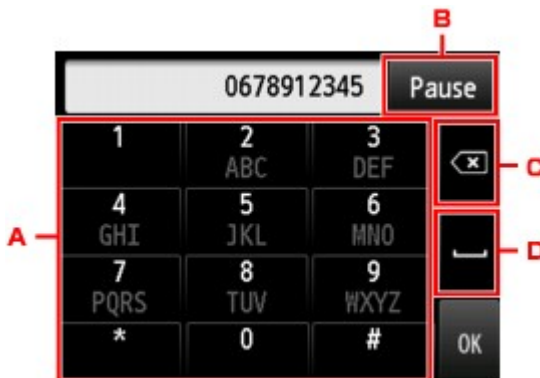 B
0678912345 Pause
1 2 3
ABC DEF
C
4 5 6
A GHI JKL MNO
D
7 8 9
PQRS TUV WXYZ
* 0 # OK